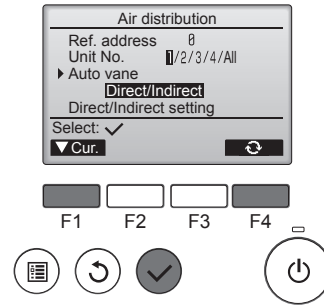 Air distribution
Ref. address 0
Unit No. 1/2/3/4/All
Auto vane
Direct/Indirect
Direct/Indirect setting
Select: ✓
▼Cur.
F1 F2 F3 F4